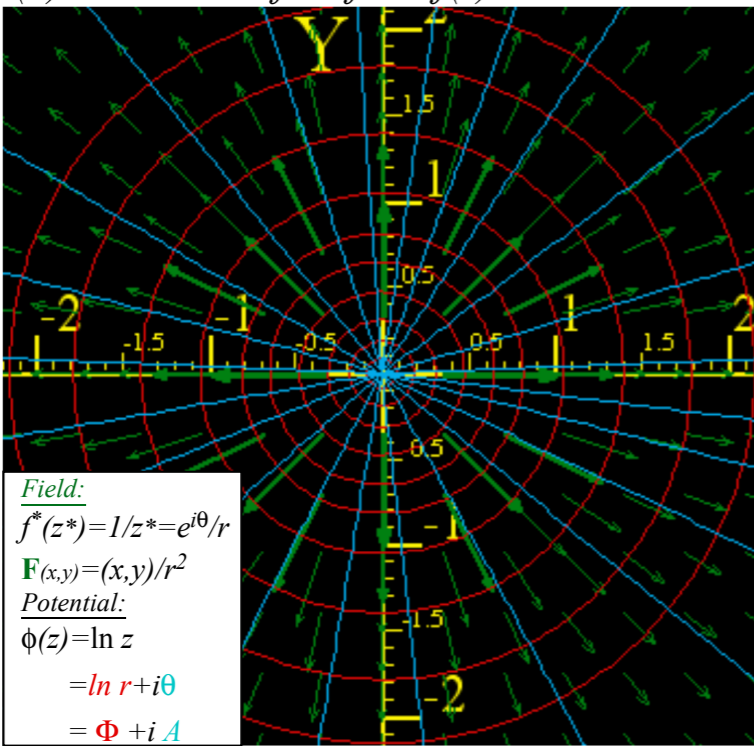 Y
2
1.5
1
0.5
-2
-1.5
-1
-0.5
0.5
1
1.5
2
0.5
-1
-1.5
-2
Field:
f*(z*)=1/z*=e^{iθ}/r
F(x,y)=(x,y)/r²
Potential:
ϕ(z)=ln z
=ln r+iθ
= Φ +i A